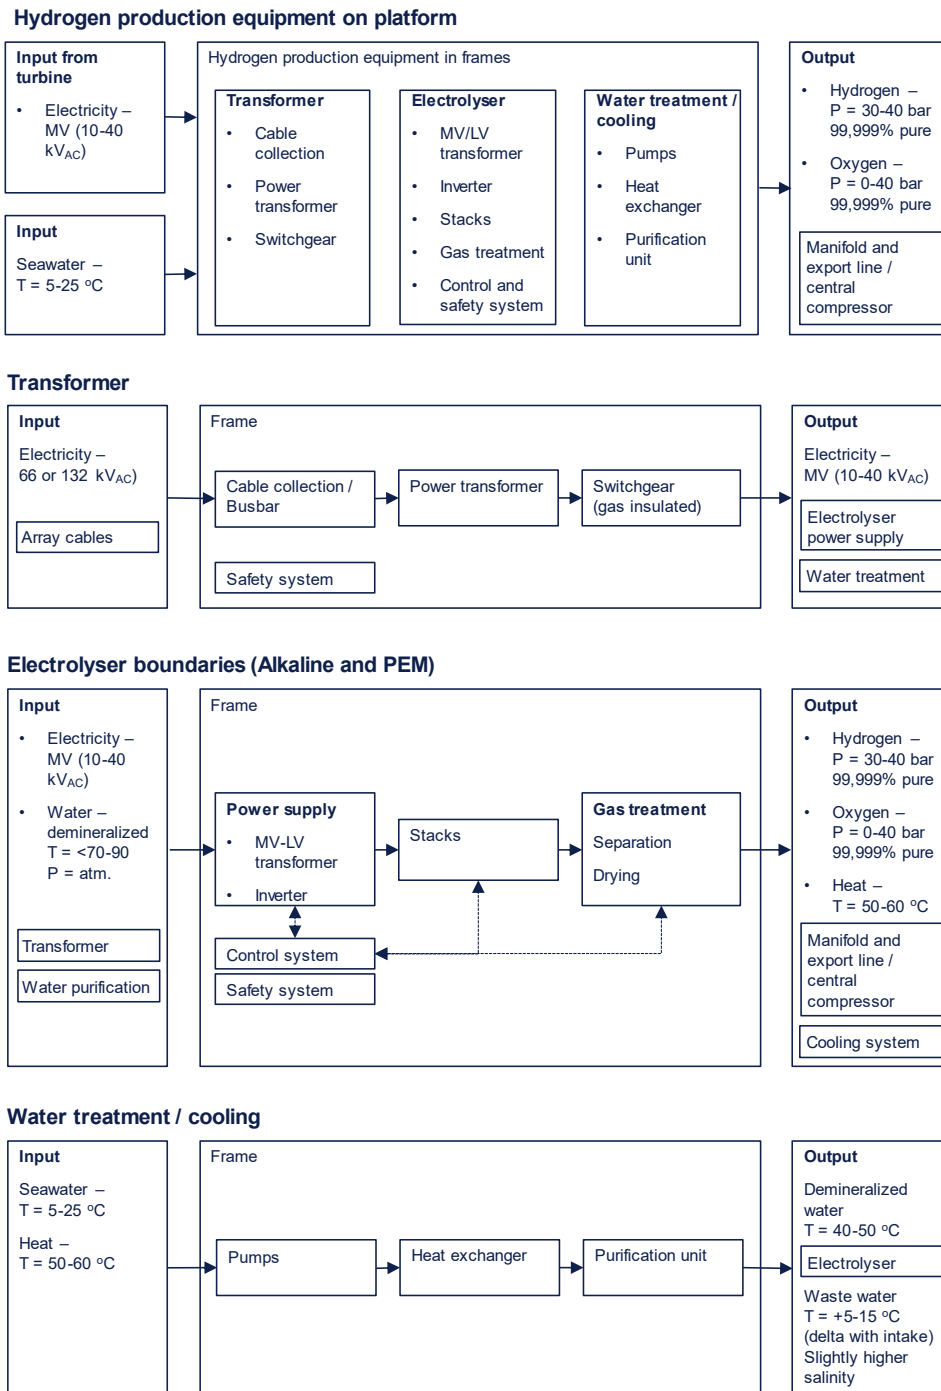 Hydrogen production equipment on platform
Input from
turbine
• Electricity –
MV (10-40
kVAC)
Input
Seawater –
T = 5-25 ºC
Hydrogen production equipment in frames
Transformer
• Cable
collection
• Power
transformer
• Switchgear
Electrolyser
• MV/LV
transformer
• Inverter
• Stacks
• Gas treatment
• Control and
safety system
Water treatment /
cooling
• Pumps
• Heat
exchanger
• Purification
unit
Output
• Hydrogen –
P = 30-40 bar
99,999% pure
• Oxygen –
P = 0-40 bar
99,999% pure
Manifold and
export line /
central
compressor
Transformer
Input
Electricity –
66 or 132 kVAC)
Array cables
Frame
Cable collection /
Busbar
Power transformer
Switchgear
(gas insulated)
Safety system
Output
Electricity –
MV (10-40 kVAC)
Electrolyser
power supply
Water treatment
Electrolyser boundaries (Alkaline and PEM)
Input
• Electricity –
MV (10-40
kVAC)
• Water –
demineralized
T = <70-90
P = atm.
Transformer
Water purification
Frame
Power supply
• MV-LV
transformer
• Inverter
Stacks
Gas treatment
Separation
Drying
Control system
Safety system
Output
• Hydrogen –
P = 30-40 bar
99,999% pure
• Oxygen –
P = 0-40 bar
99,999% pure
• Heat –
T = 50-60 ºC
Manifold and
export line /
central
compressor
Cooling system
Water treatment / cooling
Input
Seawater –
T = 5-25 ºC
Heat –
T = 50-60 ºC
Frame
Pumps
Heat exchanger
Purification unit
Output
Demineralized
water
T = 40-50 ºC
Electrolyser
Waste water
T = +5-15 ºC
(delta with intake)
Slightly higher
salinity